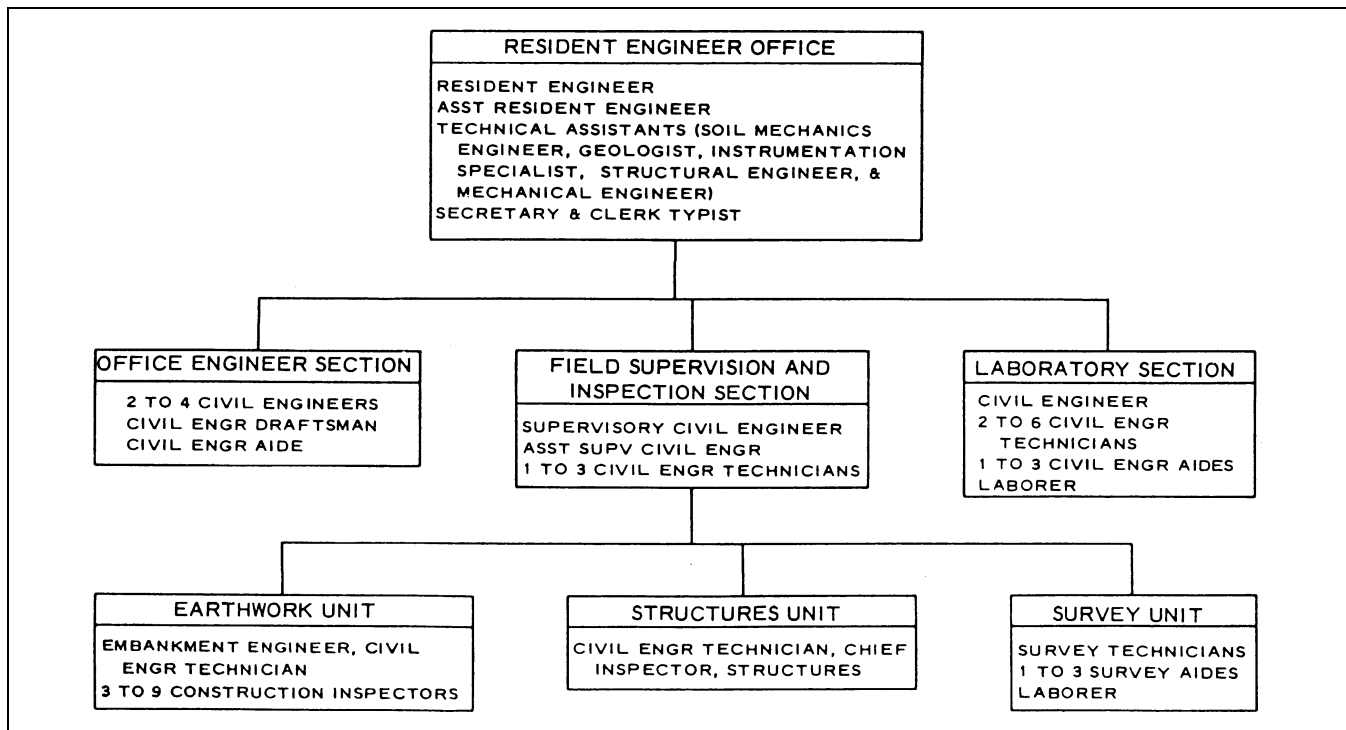 RESIDENT ENGINEER OFFICE
RESIDENT ENGINEER
ASST RESIDENT ENGINEER
TECHNICAL ASSISTANTS (SOIL MECHANICS
ENGINEER, GEOLOGIST, INSTRUMENTATION
SPECIALIST, STRUCTURAL ENGINEER, &
MECHANICAL ENGINEER)
SECRETARY & CLERK TYPIST
OFFICE ENGINEER SECTION
2 TO 4 CIVIL ENGINEERS
CIVIL ENGR DRAFTSMAN
CIVIL ENGR AIDE
FIELD SUPERVISION AND
INSPECTION SECTION
SUPERVISORY CIVIL ENGINEER
ASST SUPV CIVIL ENGR
1 TO 3 CIVIL ENGR TECHNICIANS
LABORATORY SECTION
CIVIL ENGINEER
2 TO 6 CIVIL ENGR
TECHNICIANS
1 TO 3 CIVIL ENGR AIDES
LABORER
EARTHWORK UNIT
EMBANKMENT ENGINEER, CIVIL
ENGR TECHNICIAN
3 TO 9 CONSTRUCTION INSPECTORS
STRUCTURES UNIT
CIVIL ENGR TECHNICIAN, CHIEF
INSPECTOR, STRUCTURES
SURVEY UNIT
SURVEY TECHNICIANS
1 TO 3 SURVEY AIDES
LABORER